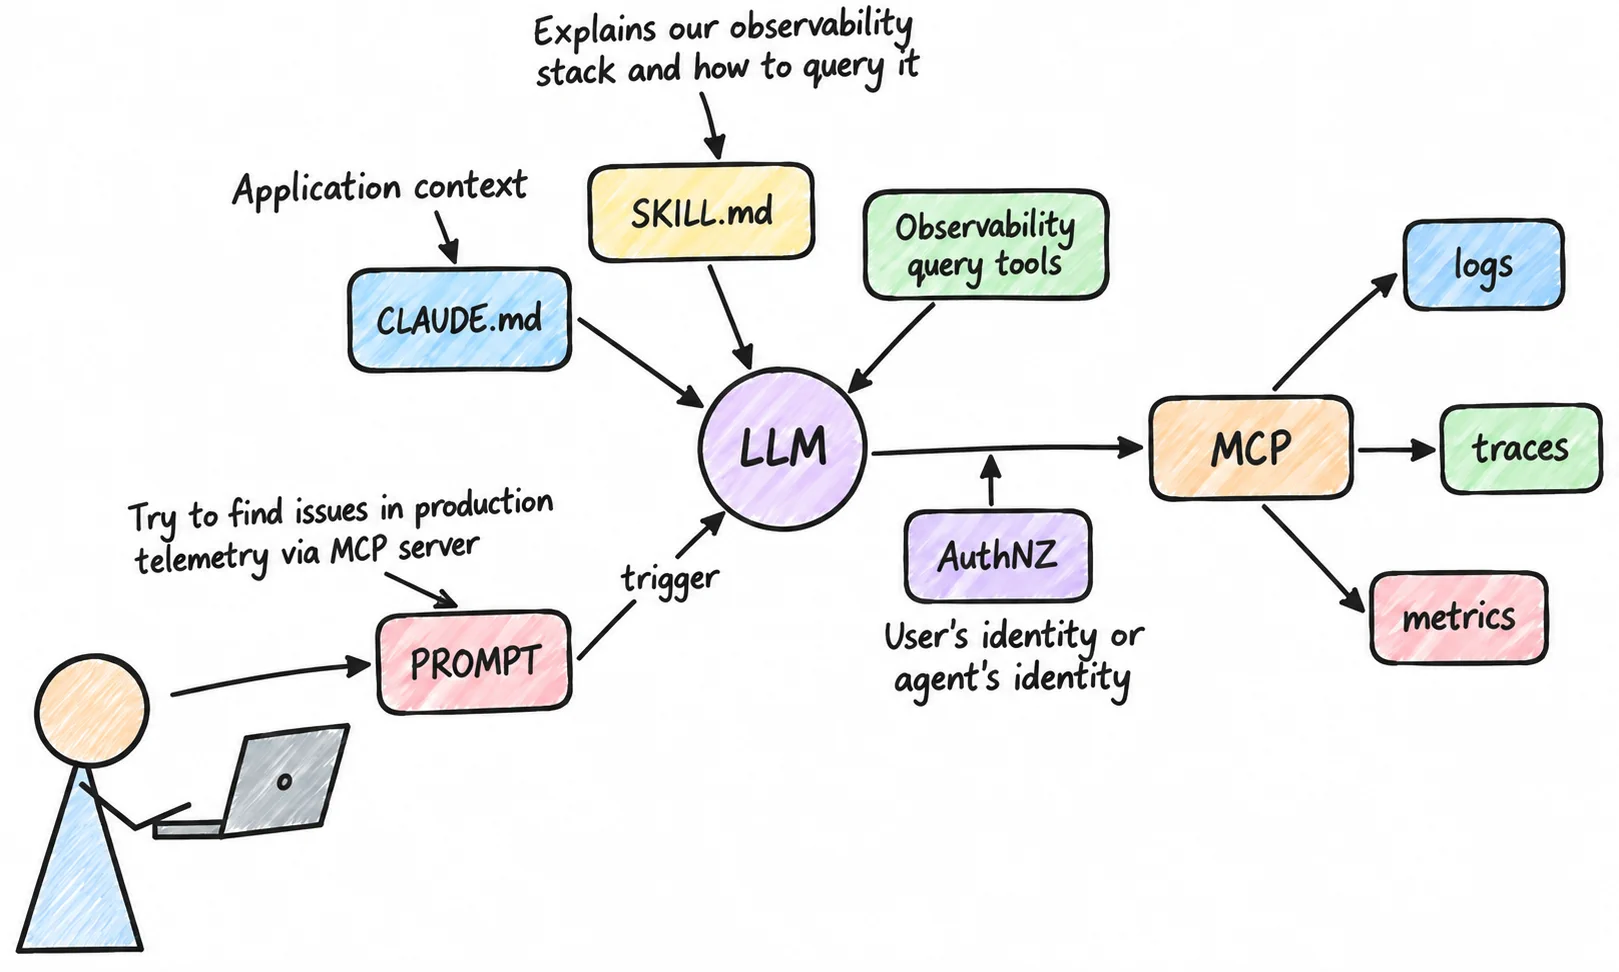 Explains our observability
stack and how to query it
Application context
SKILL.md
Observability
query tools
CLAUDE.md
logs
LLM
MCP
traces
Try to find issues in production
telemetry via MCP server
trigger
AuthNZ
User's identity or
agent's identity
metrics
PROMPT